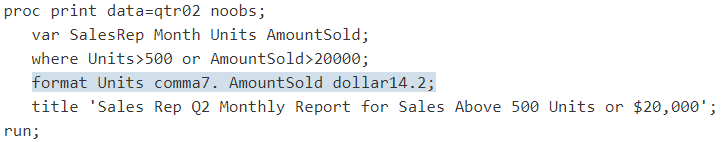 proc print data=qtr02 noobs;
var SalesRep Month Units AmountSold;
where Units>500 or AmountSold>20000;
format Units comma7. AmountSold dollar14.2;
title 'Sales Rep Q2 Monthly Report for Sales Above 500 Units or $20,000';
run;